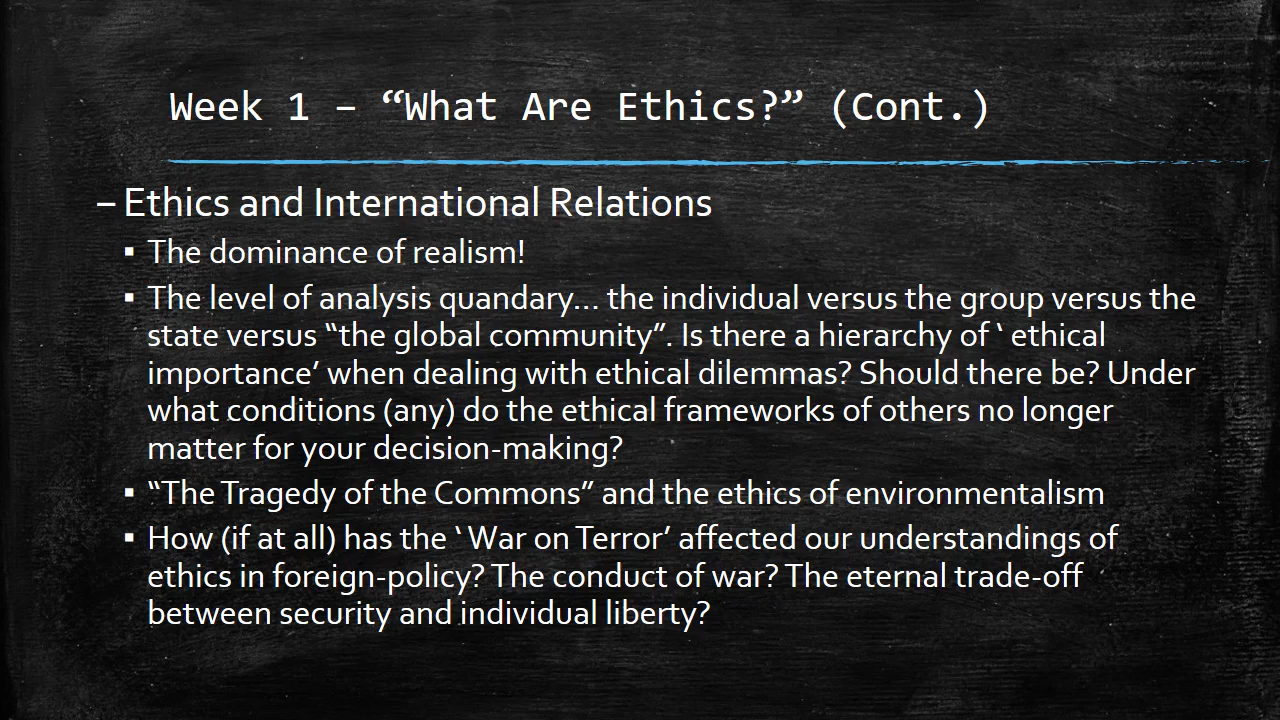 Week 1 – “What Are Ethics?” (Cont.)
– Ethics and International Relations
▪ The dominance of realism!
▪ The level of analysis quandary… the individual versus the group versus the
state versus “the global community”. Is there a hierarchy of ‘ ethical
importance’ when dealing with ethical dilemmas? Should there be? Under
what conditions (any) do the ethical frameworks of others no longer
matter for your decision-making?
▪ “The Tragedy of the Commons” and the ethics of environmentalism
▪ How (if at all) has the ‘ War on Terror’ affected our understandings of
ethics in foreign-policy? The conduct of war? The eternal trade-off
between security and individual liberty?